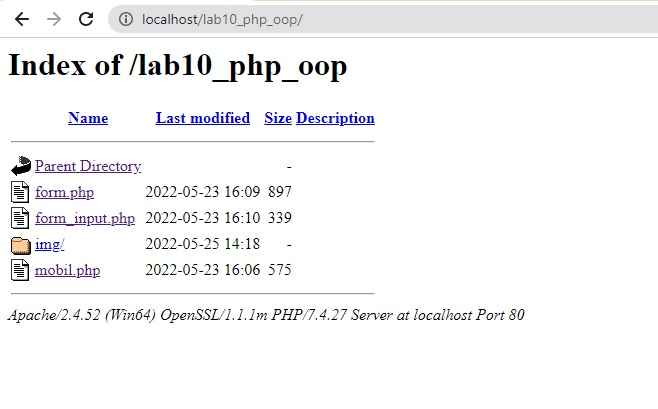 localhost/lab10_php_oop/
Index of /lab10_php_oop
Name Last modified Size Description
Parent Directory -
form.php 2022-05-23 16:09 897
form_input.php 2022-05-23 16:10 339
img/ 2022-05-25 14:18 -
mobil.php 2022-05-23 16:06 575
Apache/2.4.52 (Win64) OpenSSL/1.1.1m PHP/7.4.27 Server at localhost Port 80